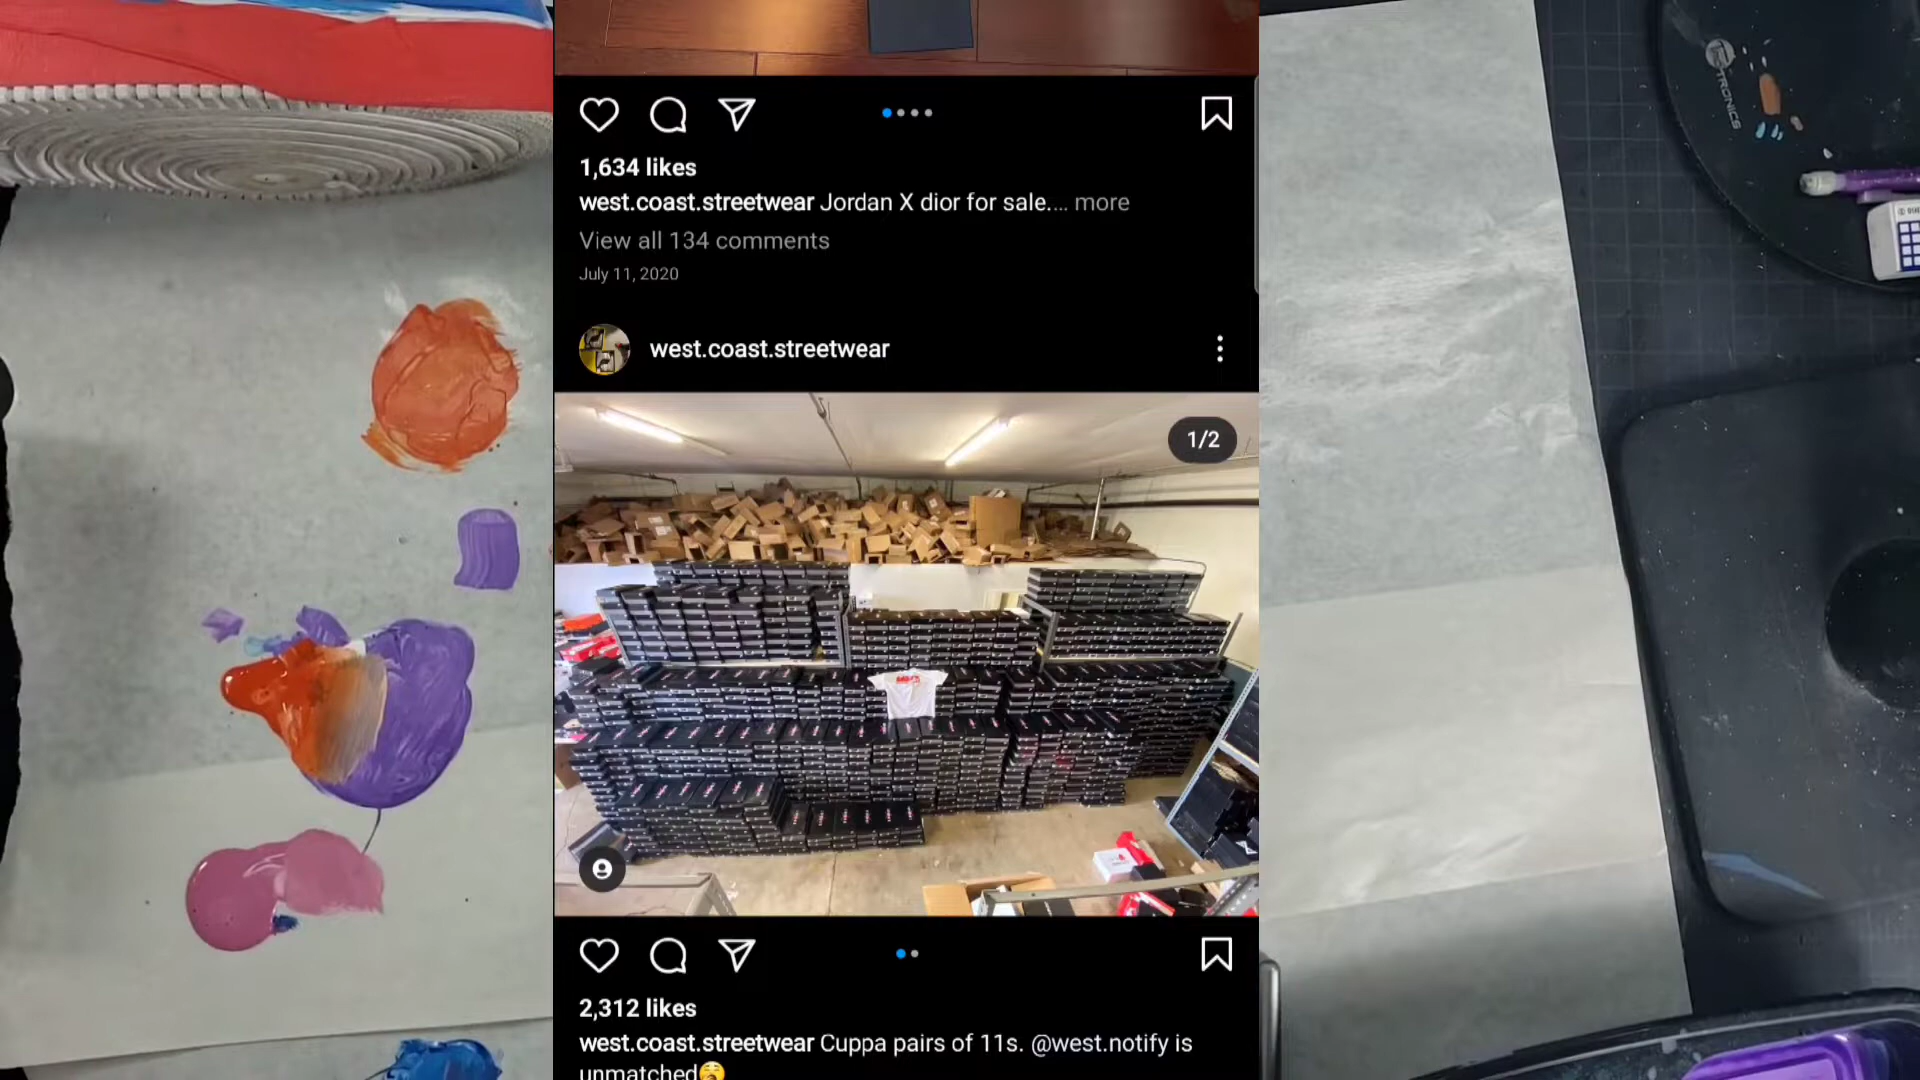 1,634 likes
west.coast.streetwear Jordan X dior for sale.... more
View all 134 comments
July 11, 2020
west.coast.streetwear
1/2
2,312 likes
west.coast.streetwear Cuppa pairs of 11s. @west.notify is
unmatched🥱
TRONICS